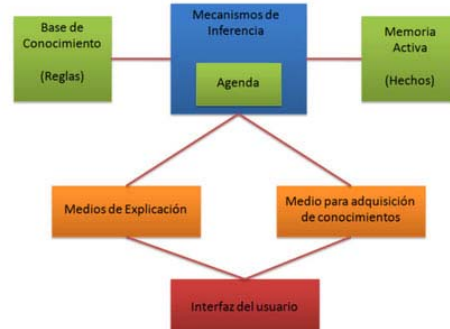 Base de
Conocimiento
(Reglas)
Mecanismos de
Inferencia
Agenda
Memoria
Activa
(Hechos)
Medios de Explicación
Medio para adquisición
de conocimientos
Interfaz del usuario